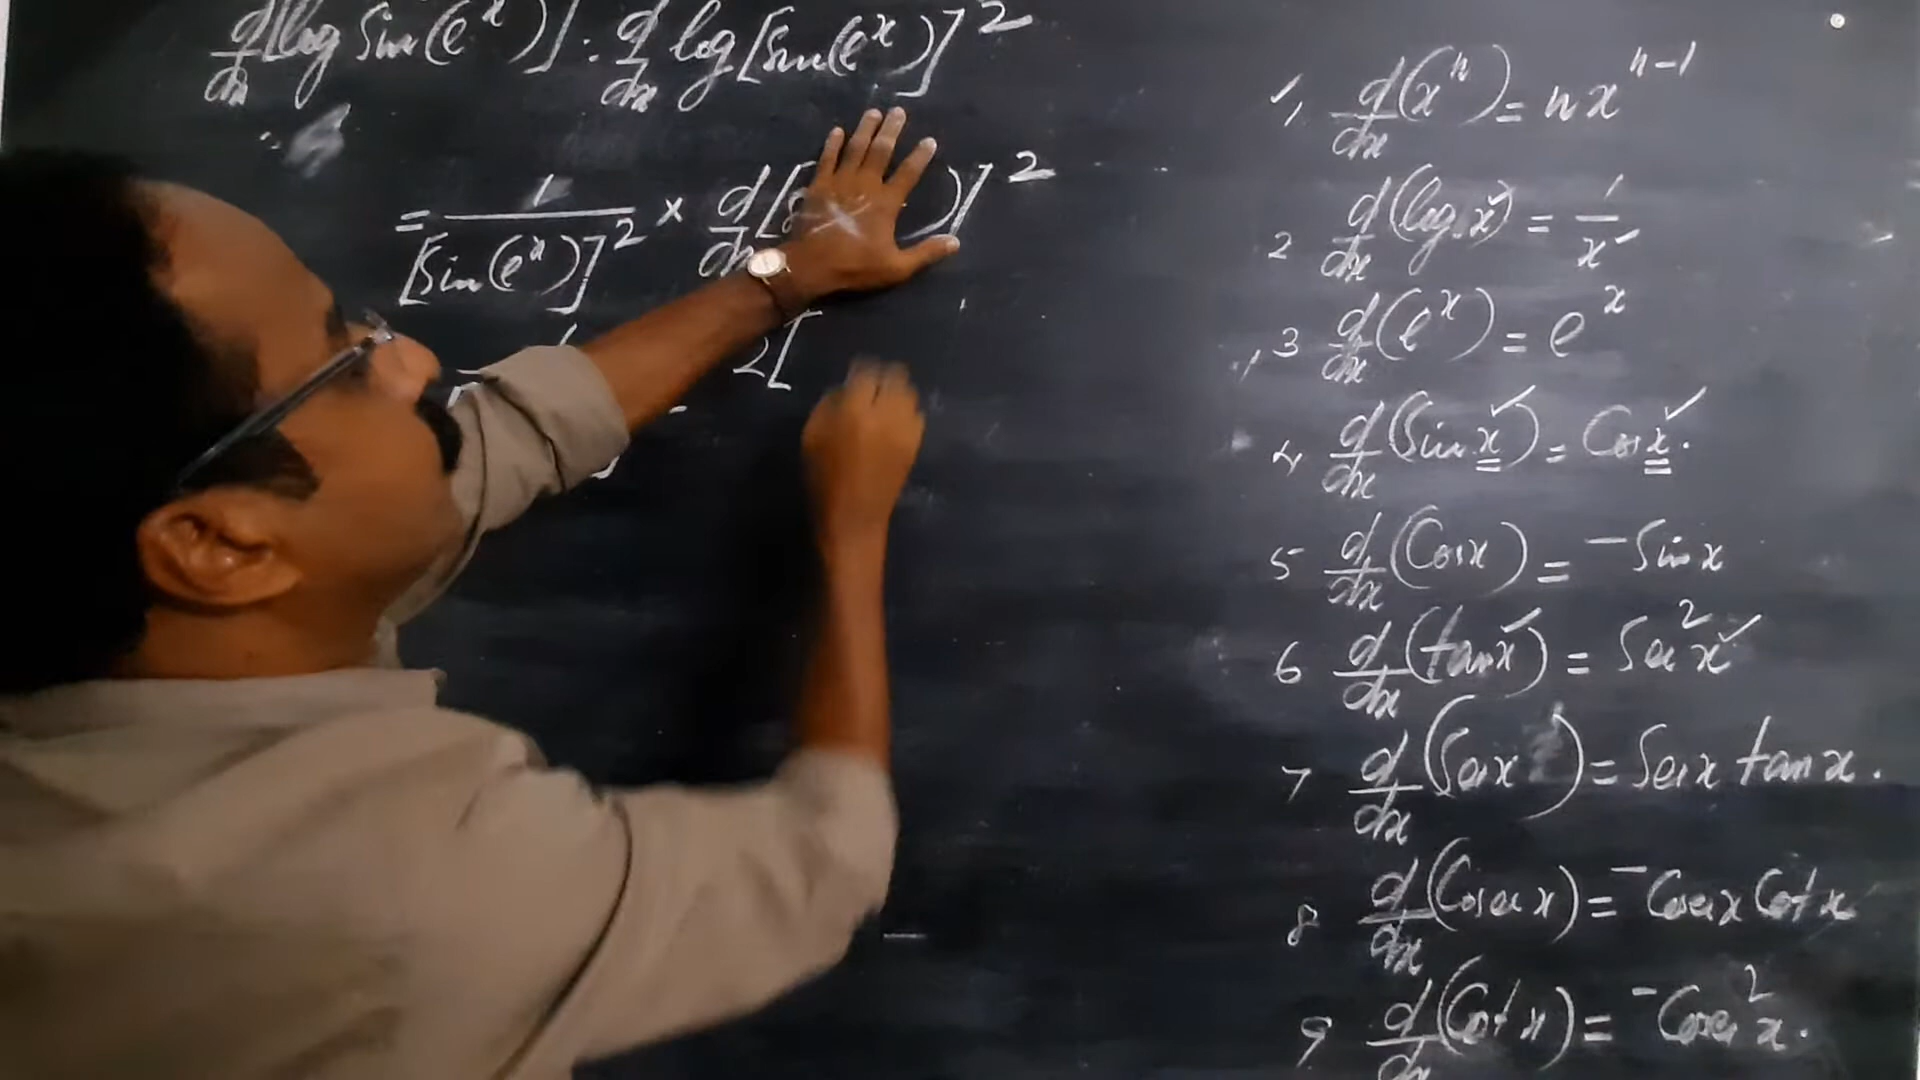 d/dx [log Sin(e^x)] = d/dx log [Sin(e^x)]^2
= 1/[Sin(e^x)]^2 × d/dx [ )]^2
1 2[
1, d/dx (x^n) = nx^(n-1)
2 d/dx (log x) = 1/x
3 d/dx (e^x) = e^x
4 d/dx (Sin x) = Cos x.
5 d/dx (Cos x) = -Sin x
6 d/dx (tan x) = Sec^2 x
7 d/dx (Sec x) = Sec x tan x.
8 d/dx (Cosec x) = -Cosec x Cot x
9 d/dx (Cot x) = -Cosec^2 x.